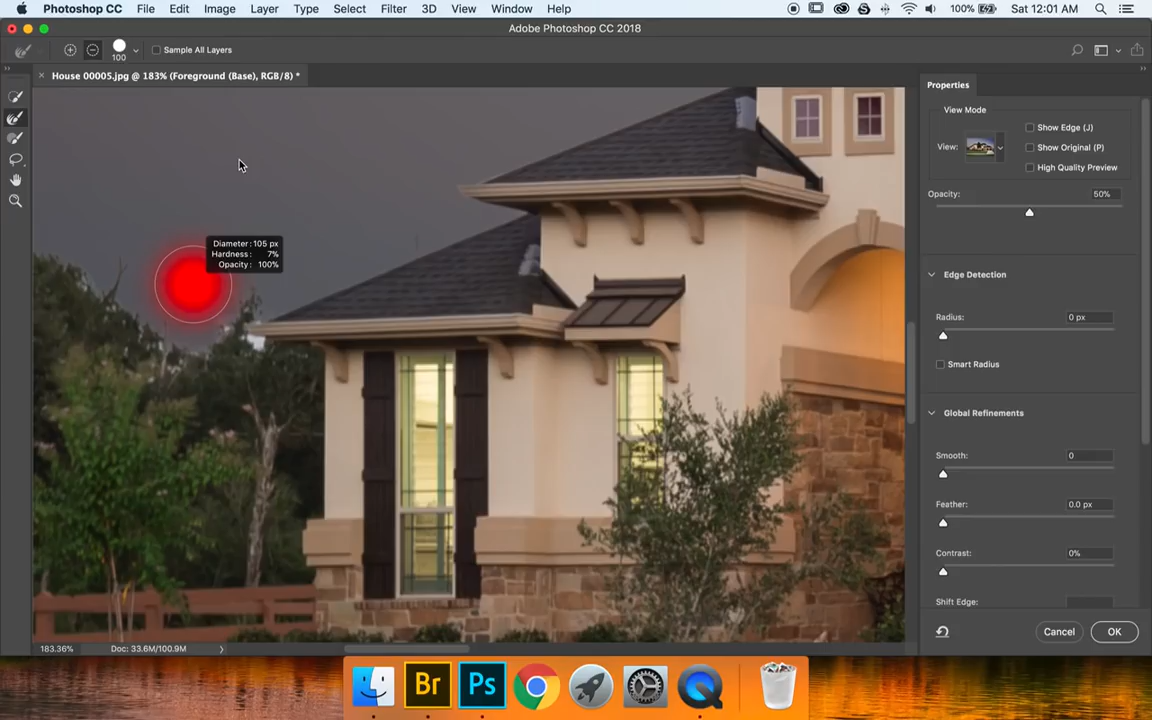 Photoshop CC File Edit Image Layer Type Select Filter 3D View Window Help 100% Sat 12:01 AM
Adobe Photoshop CC 2018
100 Sample All Layers
House 00005.jpg @ 183% (Foreground (Base), RGB/8) *
Properties
View Mode
Show Edge (J)
View: Show Original (P)
High Quality Preview
Opacity: 50%
Diameter: 105 px
Hardness: 7%
Opacity: 100%
Edge Detection
Radius: 0 px
Smart Radius
Global Refinements
Smooth: 0
Feather: 0.0 px
Contrast: 0%
Shift Edge:
Cancel OK
183.36% Doc: 33.6M/100.9M
Br Ps